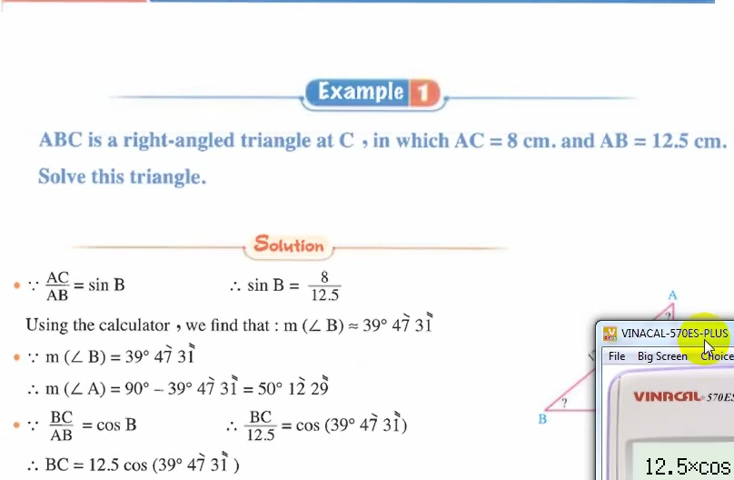 Example 1
ABC is a right-angled triangle at C , in which AC = 8 cm. and AB = 12.5 cm.
Solve this triangle.
Solution
• ∵ AC/AB = sin B ∴ sin B = 8/12.5
Using the calculator , we find that : m (∠ B) ≈ 39° 47̀ 31̏
• ∵ m (∠ B) = 39° 47̀ 31̏
∴ m (∠ A) = 90° – 39° 47̀ 31̏ = 50° 12̀ 29̏
• ∵ BC/AB = cos B ∴ BC/12.5 = cos (39° 47̀ 31̏)
∴ BC = 12.5 cos (39° 47̀ 31̏ )
A
?
B
?
VINACAL-570ES-PLUS
File Big Screen Choice
VINACAL 570ES
12.5×cos